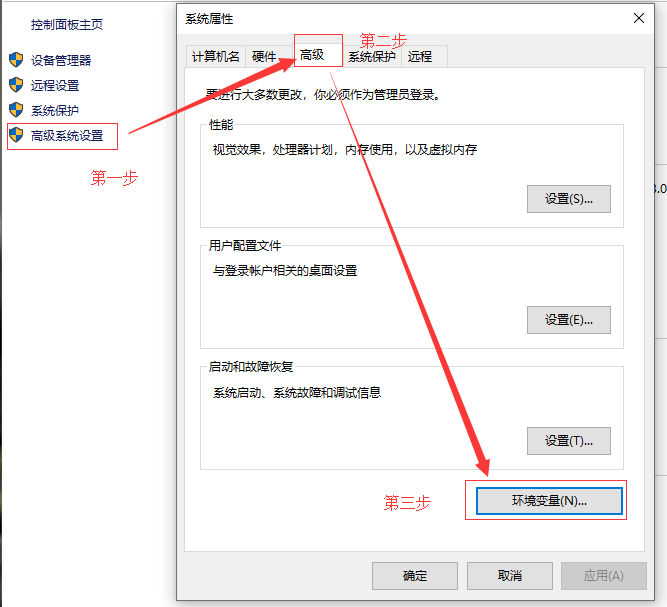 控制面板主页
设备管理器
远程设置
系统保护
高级系统设置
第一步
系统属性
第二步
计算机名 硬件 高级 系统保护 远程
要进行大多数更改，你必须作为管理员登录。
性能
视觉效果，处理器计划，内存使用，以及虚拟内存
设置(S)...
用户配置文件
与登录帐户相关的桌面设置
设置(E)...
启动和故障恢复
系统启动、系统故障和调试信息
设置(T)...
第三步
环境变量(N)...
确定 取消 应用(A)